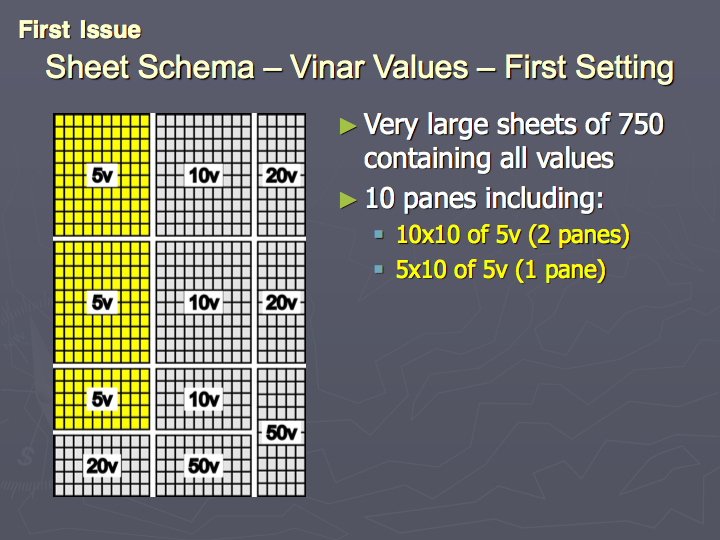 First Issue
Sheet Schema – Vinar Values – First Setting
5v 10v 20v
5v 10v 20v
5v 10v
50v
20v 50v
► Very large sheets of 750
containing all values
► 10 panes including:
▪ 10x10 of 5v (2 panes)
▪ 5x10 of 5v (1 pane)
S